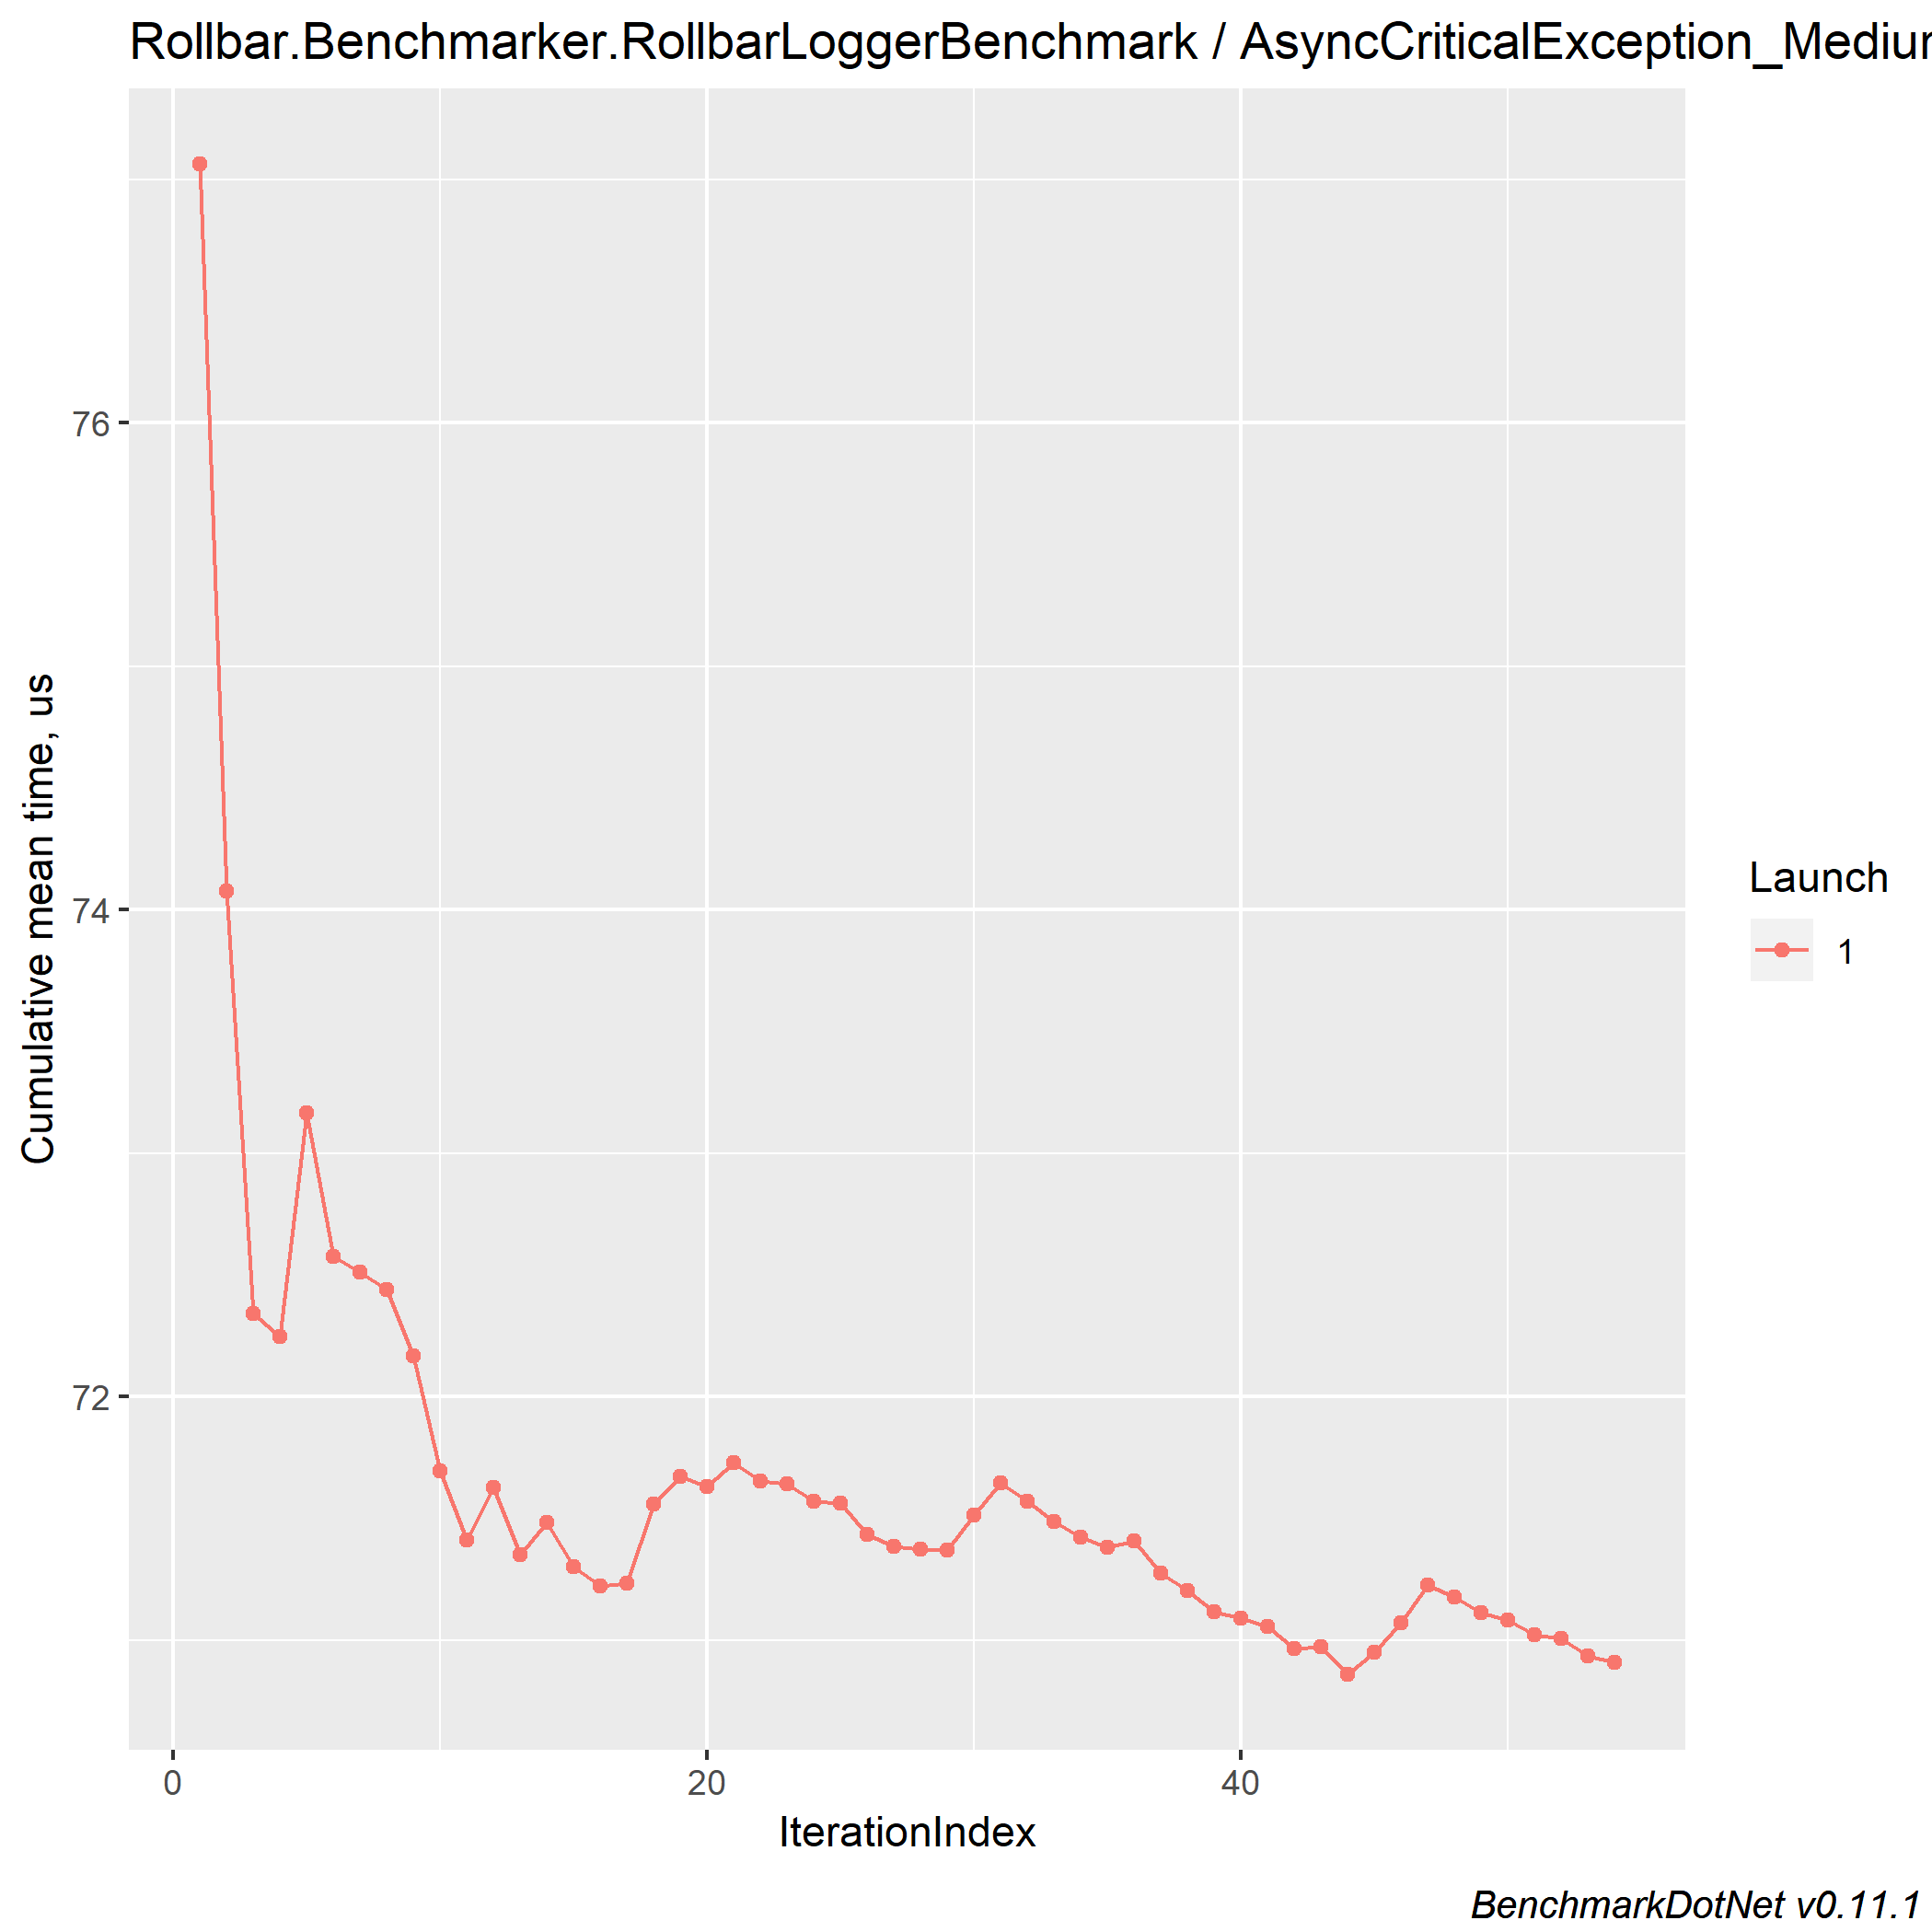 Rollbar.Benchmarker.RollbarLoggerBenchmark / AsyncCriticalException_Medium
76
74
72
Cumulative mean time, us
0 20 40
IterationIndex
Launch
1
BenchmarkDotNet v0.11.1